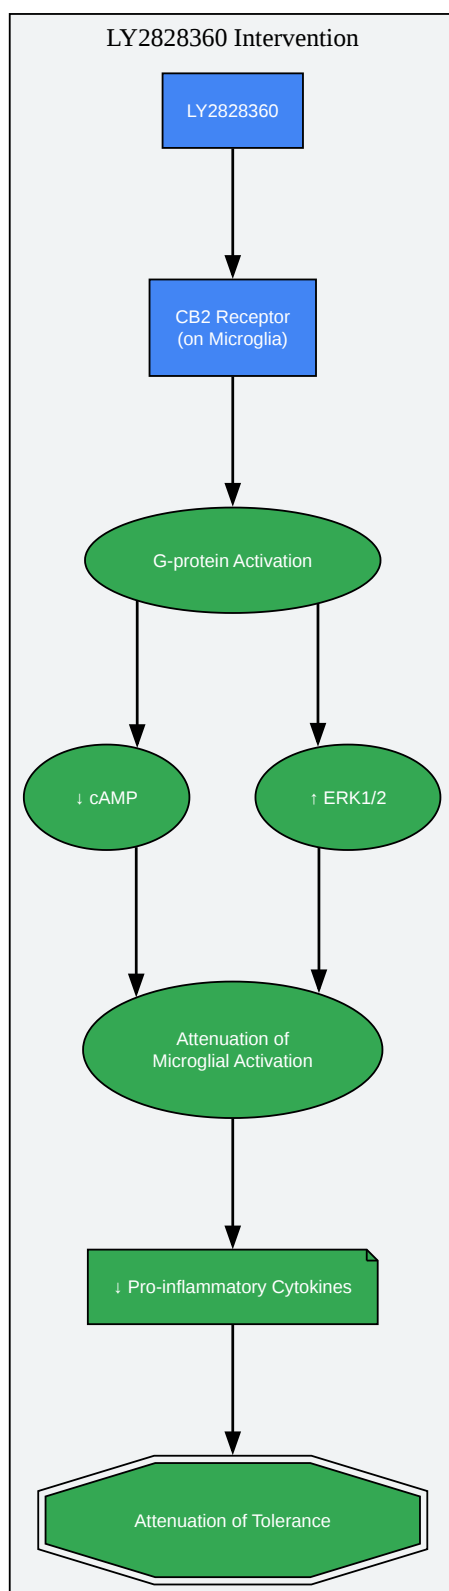 LY2828360 Intervention
LY2828360
CB2 Receptor
(on Microglia)
G-protein Activation
↓ cAMP
↑ ERK1/2
Attenuation of
Microglial Activation
↓ Pro-inflammatory Cytokines
Attenuation of Tolerance